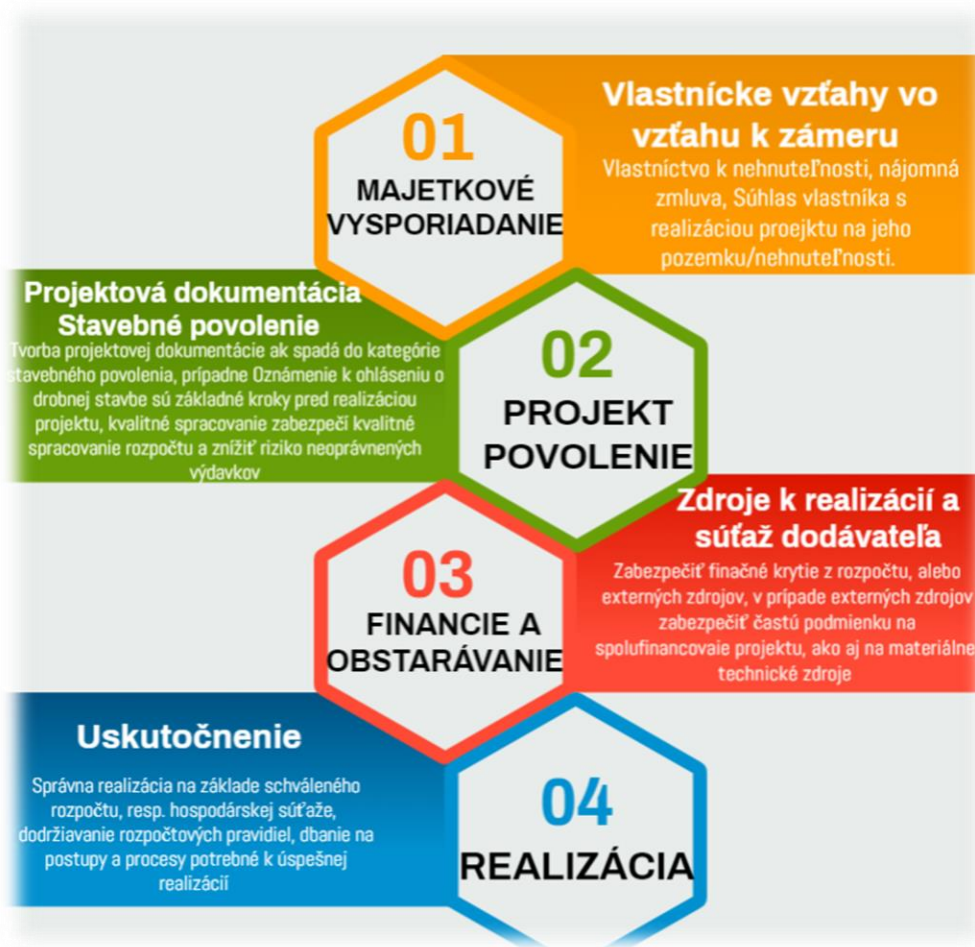 01
MAJETKOVÉ
VYSPORIADANIE
Vlastnícke vzťahy vo
vzťahu k zámeru
Vlastníctvo k nehnuteľnosti, nájomná
zmluva, Súhlas vlastníka s
realizáciou proejktu na jeho
pozemku/nehnuteľnosti.
Projektová dokumentácia
Stavebné povolenie
Tvorba projektovej dokumentácie ak spadá do kategórie
stavebného povolenia, prípadne Oznámenie k ohláseniu o
drobnej stavbe sú základné kroky pred realizáciou
projektu, kvalitné spracovanie zabezpečí kvalitné
spracovanie rozpočtu a znížiť riziko neoprávnených
výdavkov
02
PROJEKT
POVOLENIE
03
FINANCIE A
OBSTARÁVANIE
Zdroje k realizácií a
súťaž dodávateľa
Zabezpečiť finačné krytie z rozpočtu, alebo
externých zdrojov, v prípade externých zdrojov
zabezpečiť častú podmienku na
spolufinancovaie projektu, ako aj na materiálne
technické zdroje
Uskutočnenie
Správna realizácia na základe schváleného
rozpočtu, resp. hospodárskej súťaže,
dodržiavanie rozpočtových pravidiel, dbanie na
postupy a procesy potrebné k úspešnej
realizácií
04
REALIZÁCIA